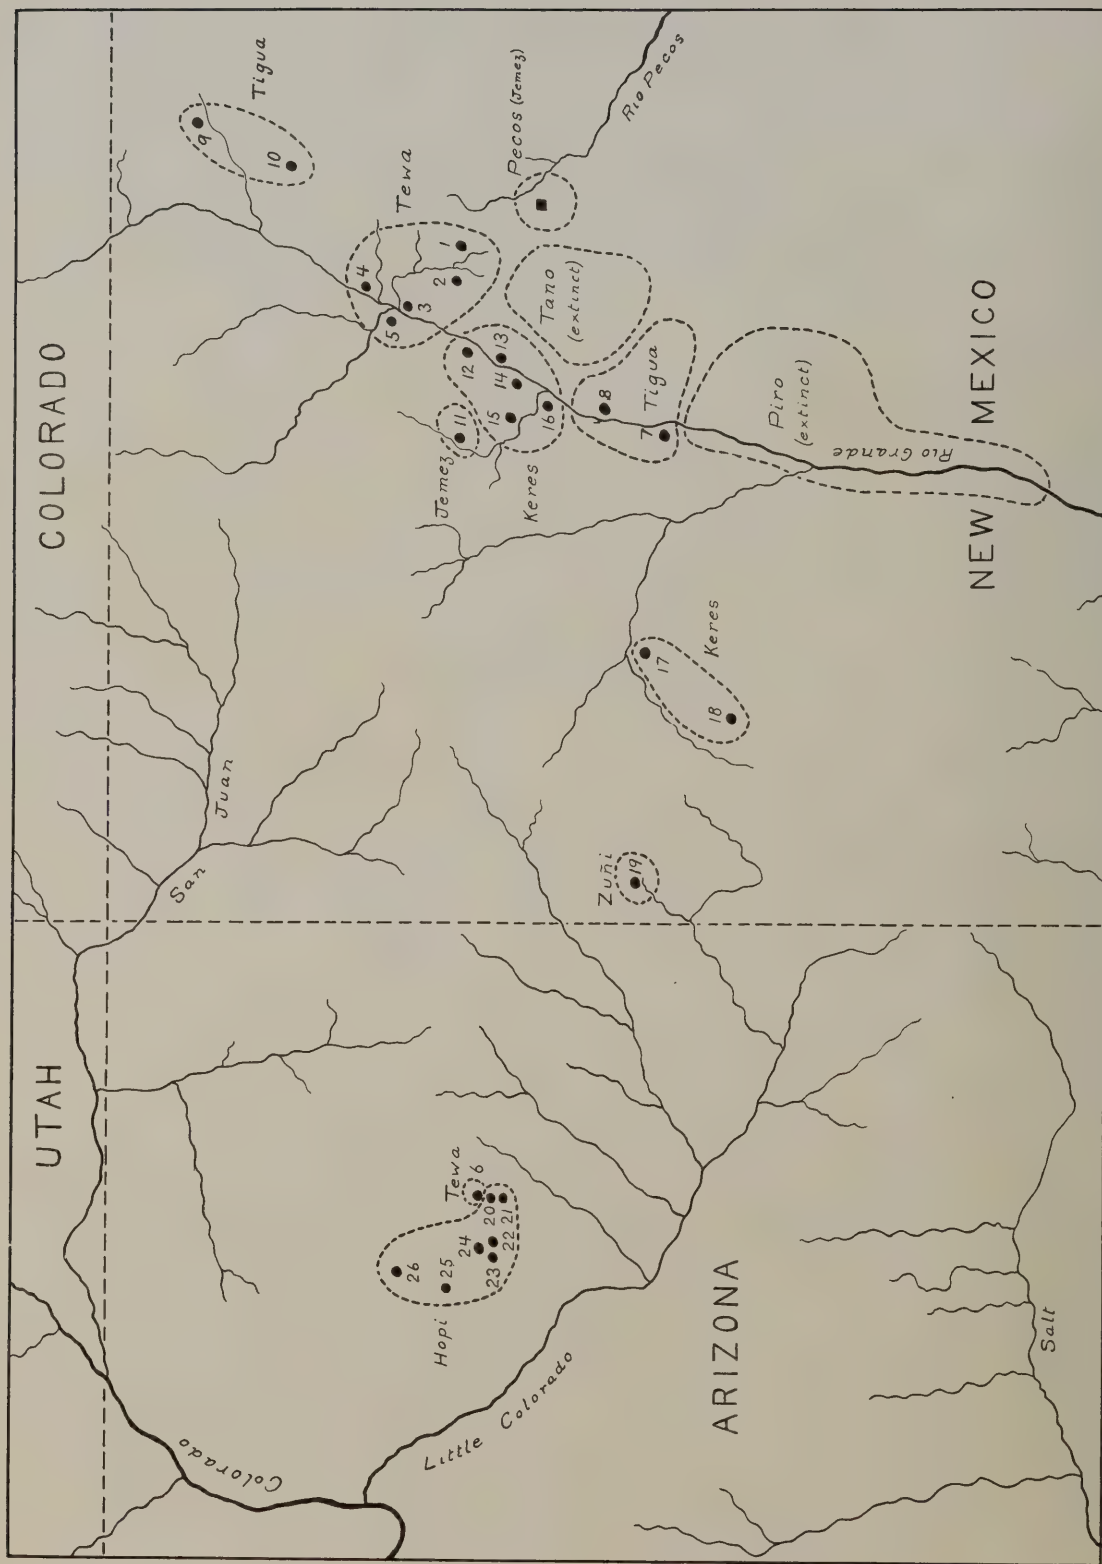 UTAH
COLORADO
ARIZONA
NEW MEXICO
Colorado
Little Colorado
San
Juan
Salt
Rio Grande
Rio Pecos
Hopi
26
25
24
23
22
21
20
Tewa
6
Zuñi
19
Keres
17
18
Jemez
11
Keres
12
13
14
15
16
Tewa
1
2
3
4
5
Tigua
9
10
Pecos (Jemez)
Tano
(extinct)
Tigua
7
8
Piro
(extinct)